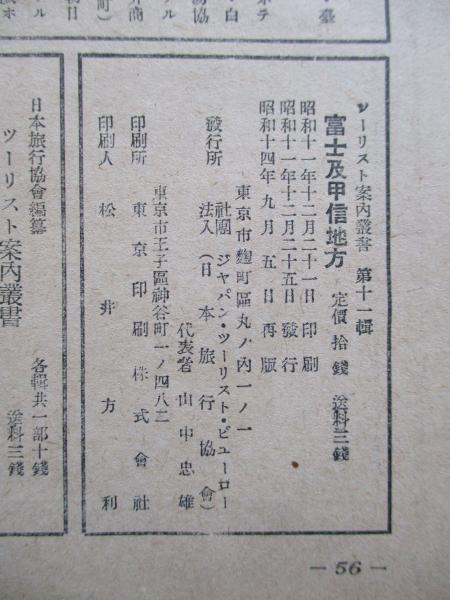 ツーリスト案內叢書 第十一輯
富士及甲信地方 定價拾錢 送料三錢
昭和十一年十二月二十一日印刷
昭和十一年十二月二十五日發行
昭和十四年九月五日再版
東京市麴町區丸ノ內一ノ一
發行所 社團法人 ジャパン・ツーリスト・ビューロー(日本旅行協會)
代表者 山中忠雄
東京市王子區神谷町一ノ四八二
印刷所 東京印刷株式會社
印刷人 松井方利
日本旅行協會編纂
ツーリスト案內叢書
各輯共一部十錢
送料三錢
— 56 —